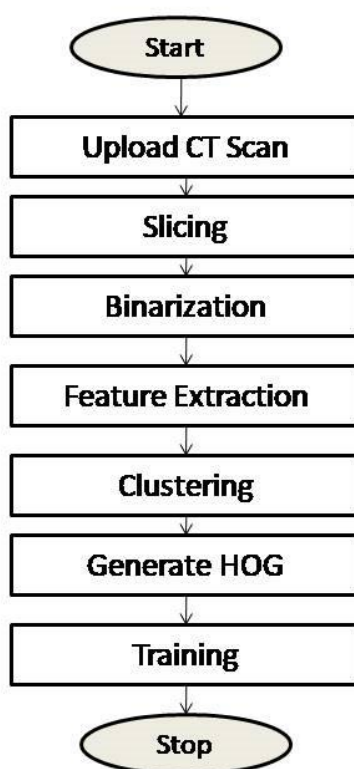 Start
Upload CT Scan
Slicing
Binarization
Feature Extraction
Clustering
Generate HOG
Training
Stop